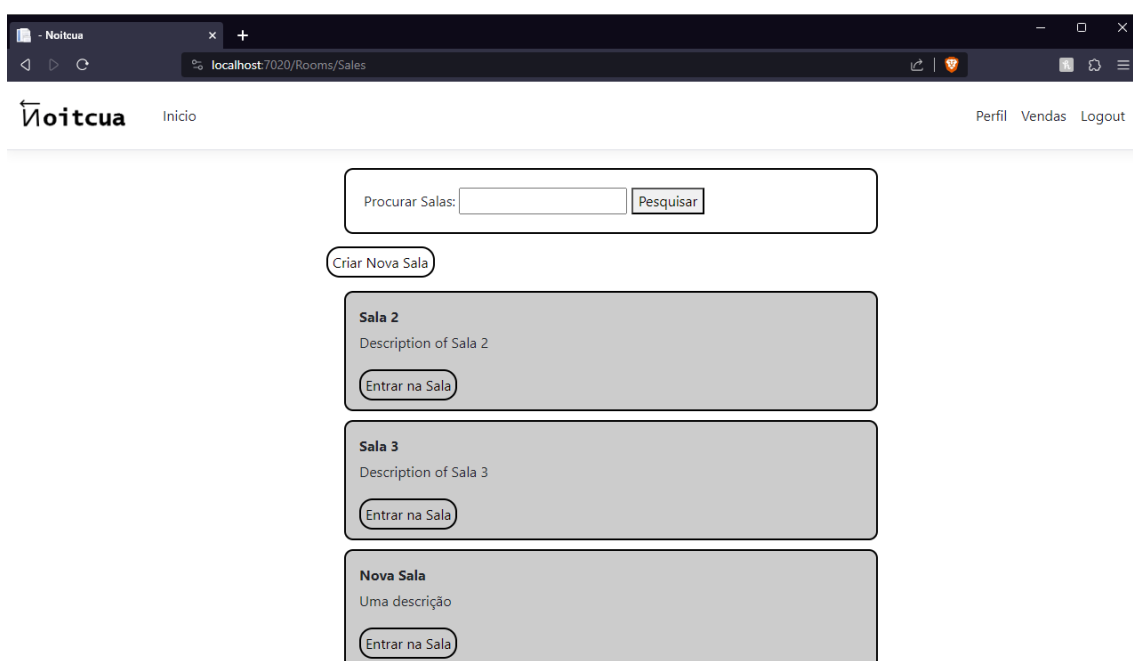 - Noitcua
localhost:7020/Rooms/Sales
Noitcua Inicio Perfil Vendas Logout
Procurar Salas: Pesquisar
Criar Nova Sala
Sala 2
Description of Sala 2
Entrar na Sala
Sala 3
Description of Sala 3
Entrar na Sala
Nova Sala
Uma descrição
Entrar na Sala